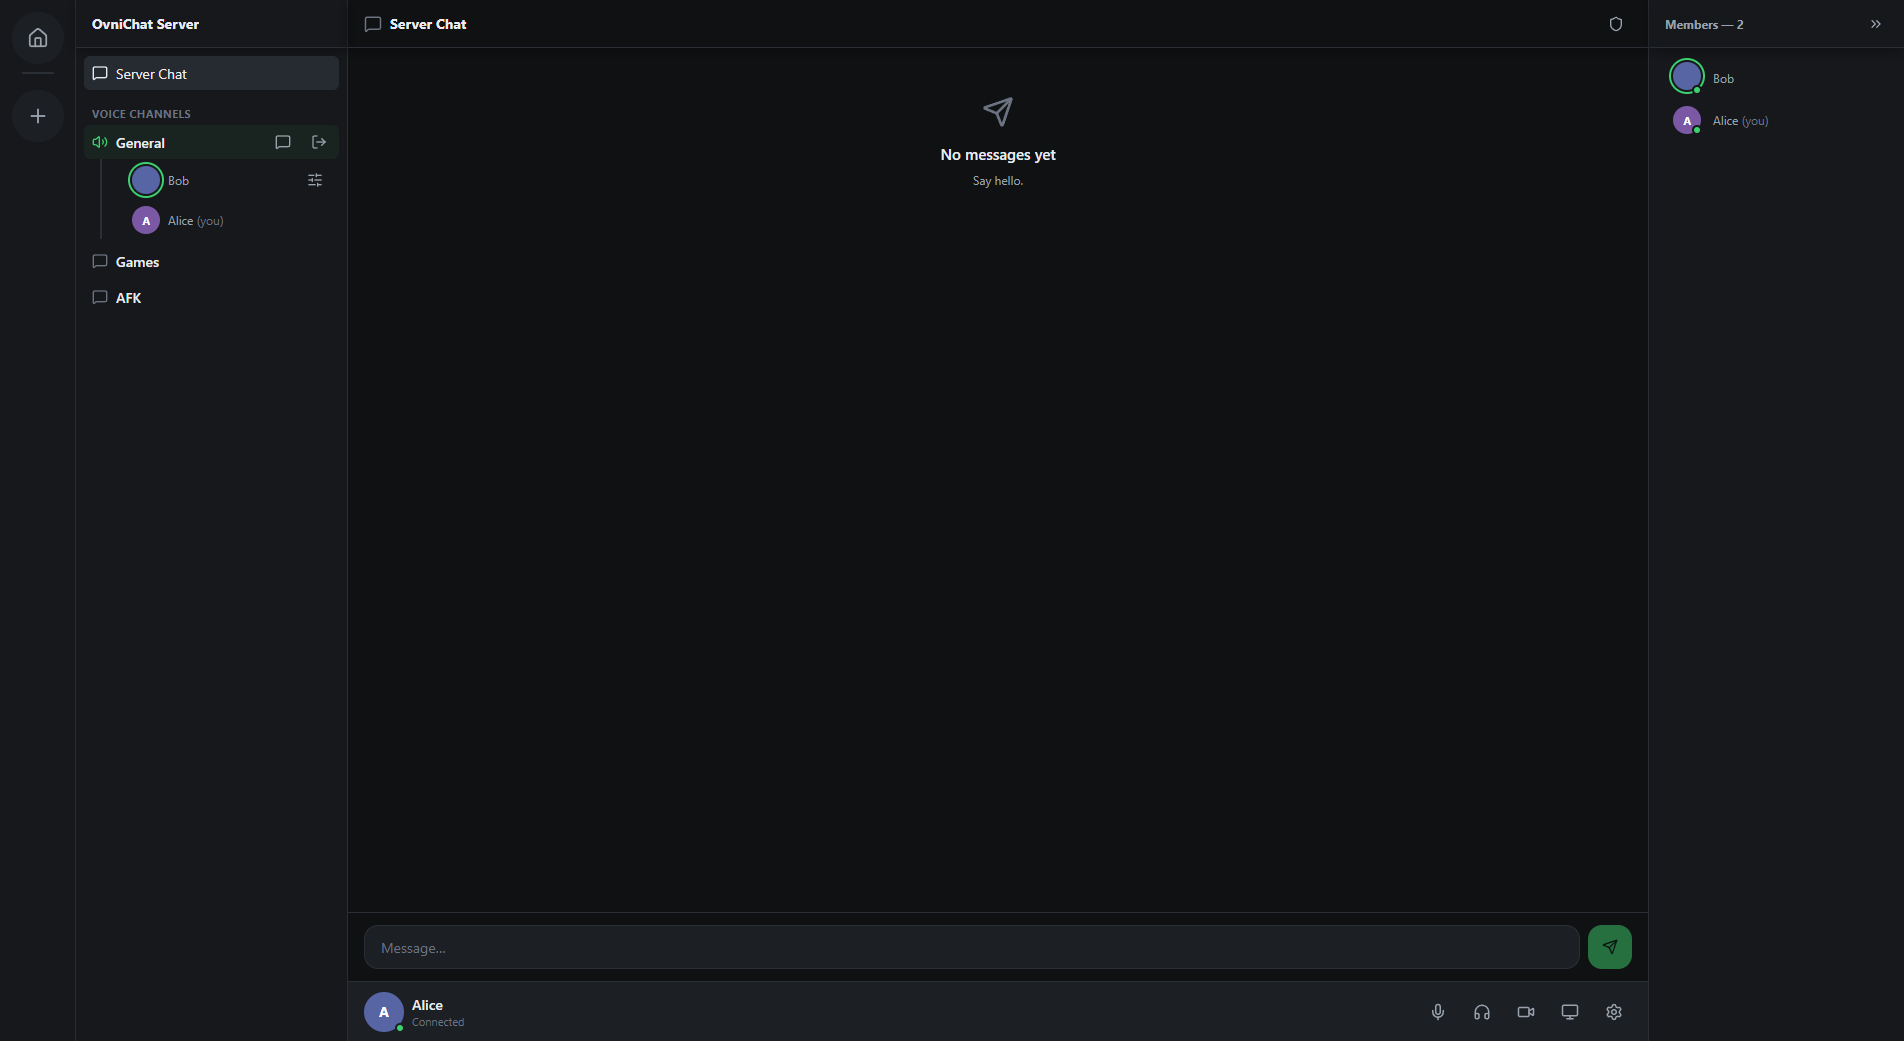 OvniChat Server
Server Chat
VOICE CHANNELS
General
Bob
A
Alice (you)
Games
AFK
Server Chat
No messages yet
Say hello.
Message...
A
Alice
Connected
Members — 2
Bob
A
Alice (you)